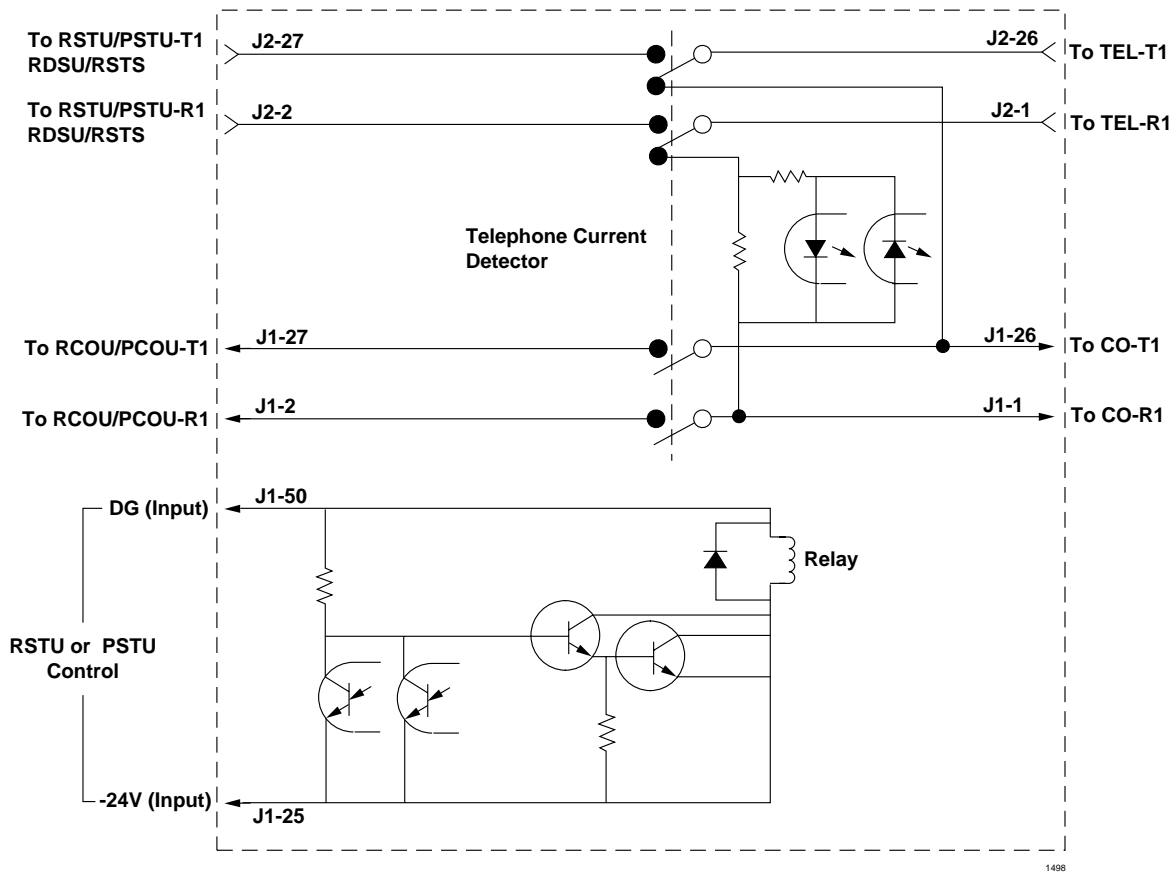 To RSTU/PSTU-T1
RDSU/RSTS
J2-27
J2-26
To TEL-T1
To RSTU/PSTU-R1
RDSU/RSTS
J2-2
J2-1
To TEL-R1
Telephone Current
Detector
To RCOU/PCOU-T1
J1-27
J1-26
To CO-T1
To RCOU/PCOU-R1
J1-2
J1-1
To CO-R1
DG (Input)
J1-50
Relay
RSTU or PSTU
Control
-24V (Input)
J1-25
1498